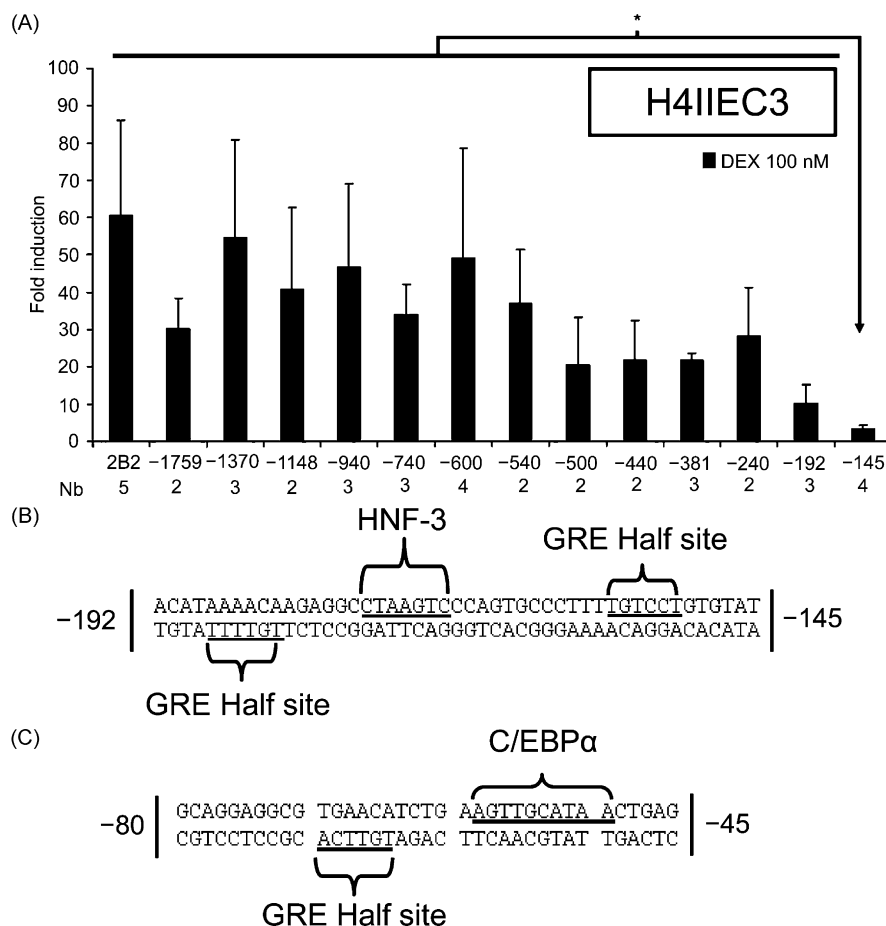 (A)
*
100
90
80
70
60
50
40
30
20
10
0
Fold induction
H4IIEC3
DEX 100 nM
2B2 −1759 −1370 −1148 −940 −740 −600 −540 −500 −440 −381 −240 −192 −145
Nb 5 2 3 2 3 3 4 2 2 2 3 2 3 4
(B)
HNF-3
GRE Half site
−192
ACATAAAACAAGAGGCCTAAGTCCCAGTGCCCTTTTGTCCTGTGTAT
TGTATTTTGTTCTCCGGATTCAGGGTCACGGGAAAACAGGACACATA
−145
GRE Half site
(C)
C/EBPα
−80
GCAGGAGGCG TGAACATCTG AAGTTGCATA ACTGAG
CGTCCTCCGC ACTTGTAGAC TTCAACGTAT TGACTC
−45
GRE Half site